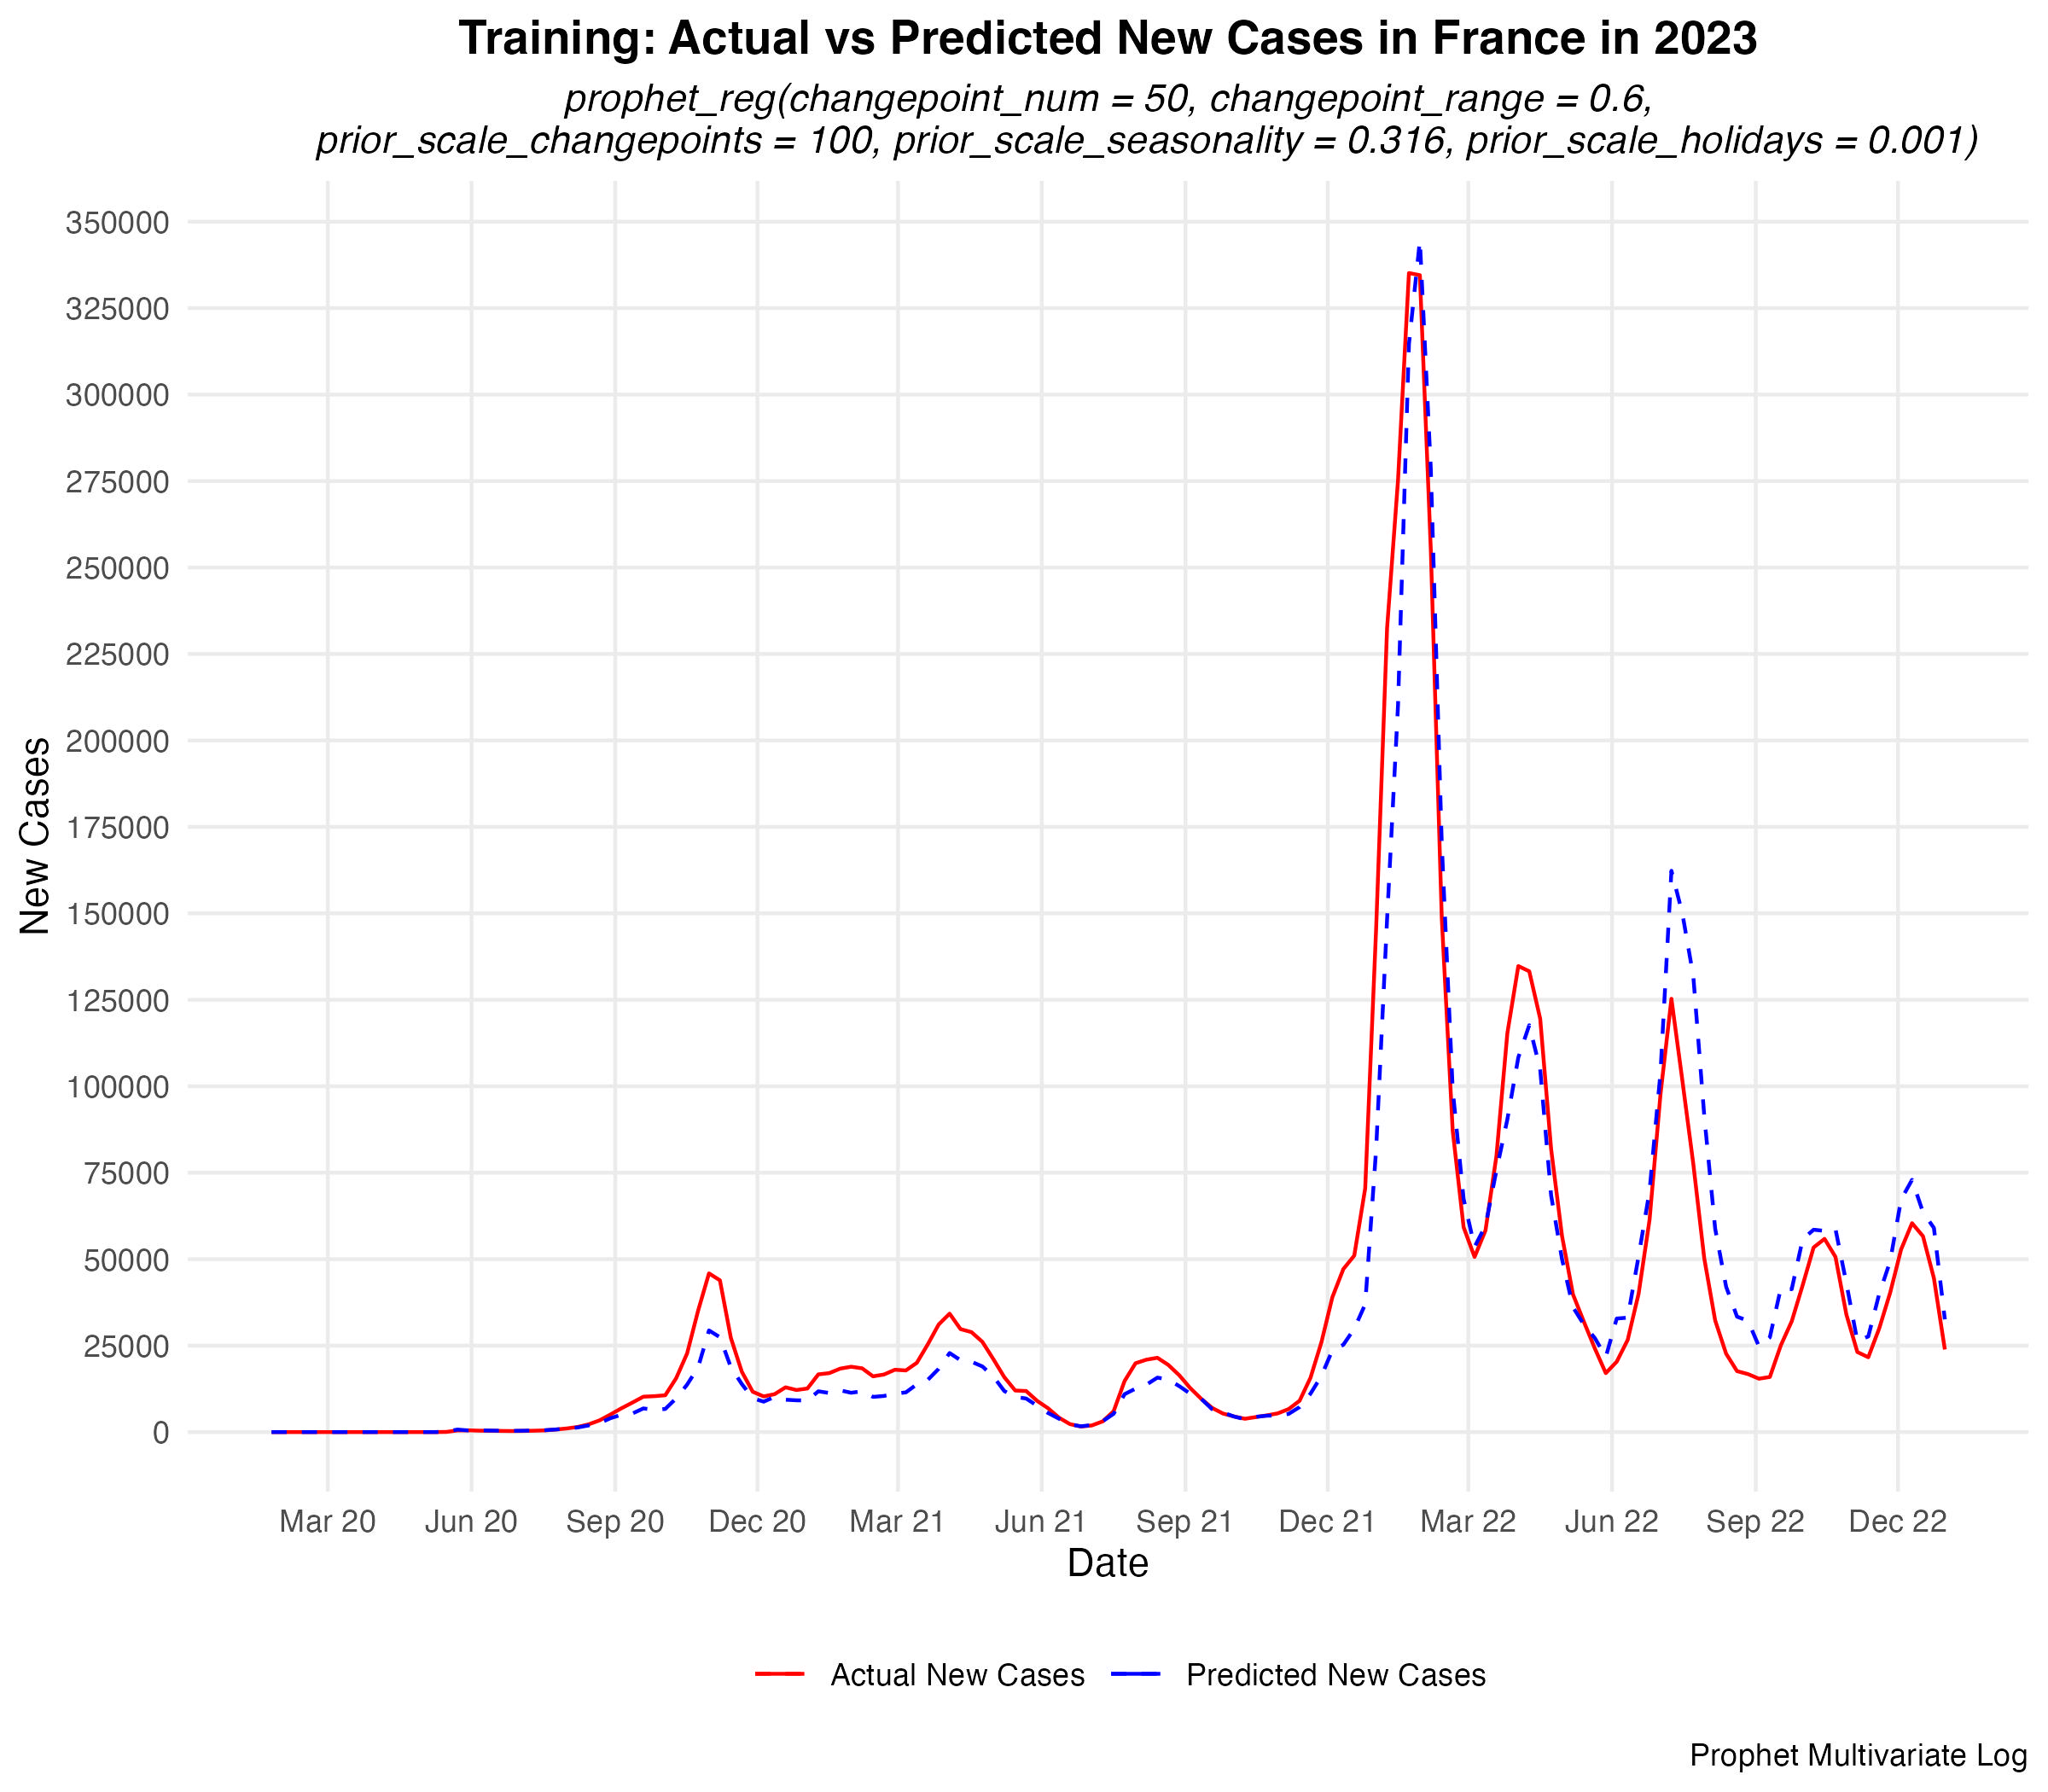 Training: Actual vs Predicted New Cases in France in 2023
prophet_reg(changepoint_num = 50, changepoint_range = 0.6,
prior_scale_changepoints = 100, prior_scale_seasonality = 0.316, prior_scale_holidays = 0.001)
New Cases
350000
325000
300000
275000
250000
225000
200000
175000
150000
125000
100000
75000
50000
25000
0
Mar 20 Jun 20 Sep 20 Dec 20 Mar 21 Jun 21 Sep 21 Dec 21 Mar 22 Jun 22 Sep 22 Dec 22
Date
Actual New Cases Predicted New Cases
Prophet Multivariate Log